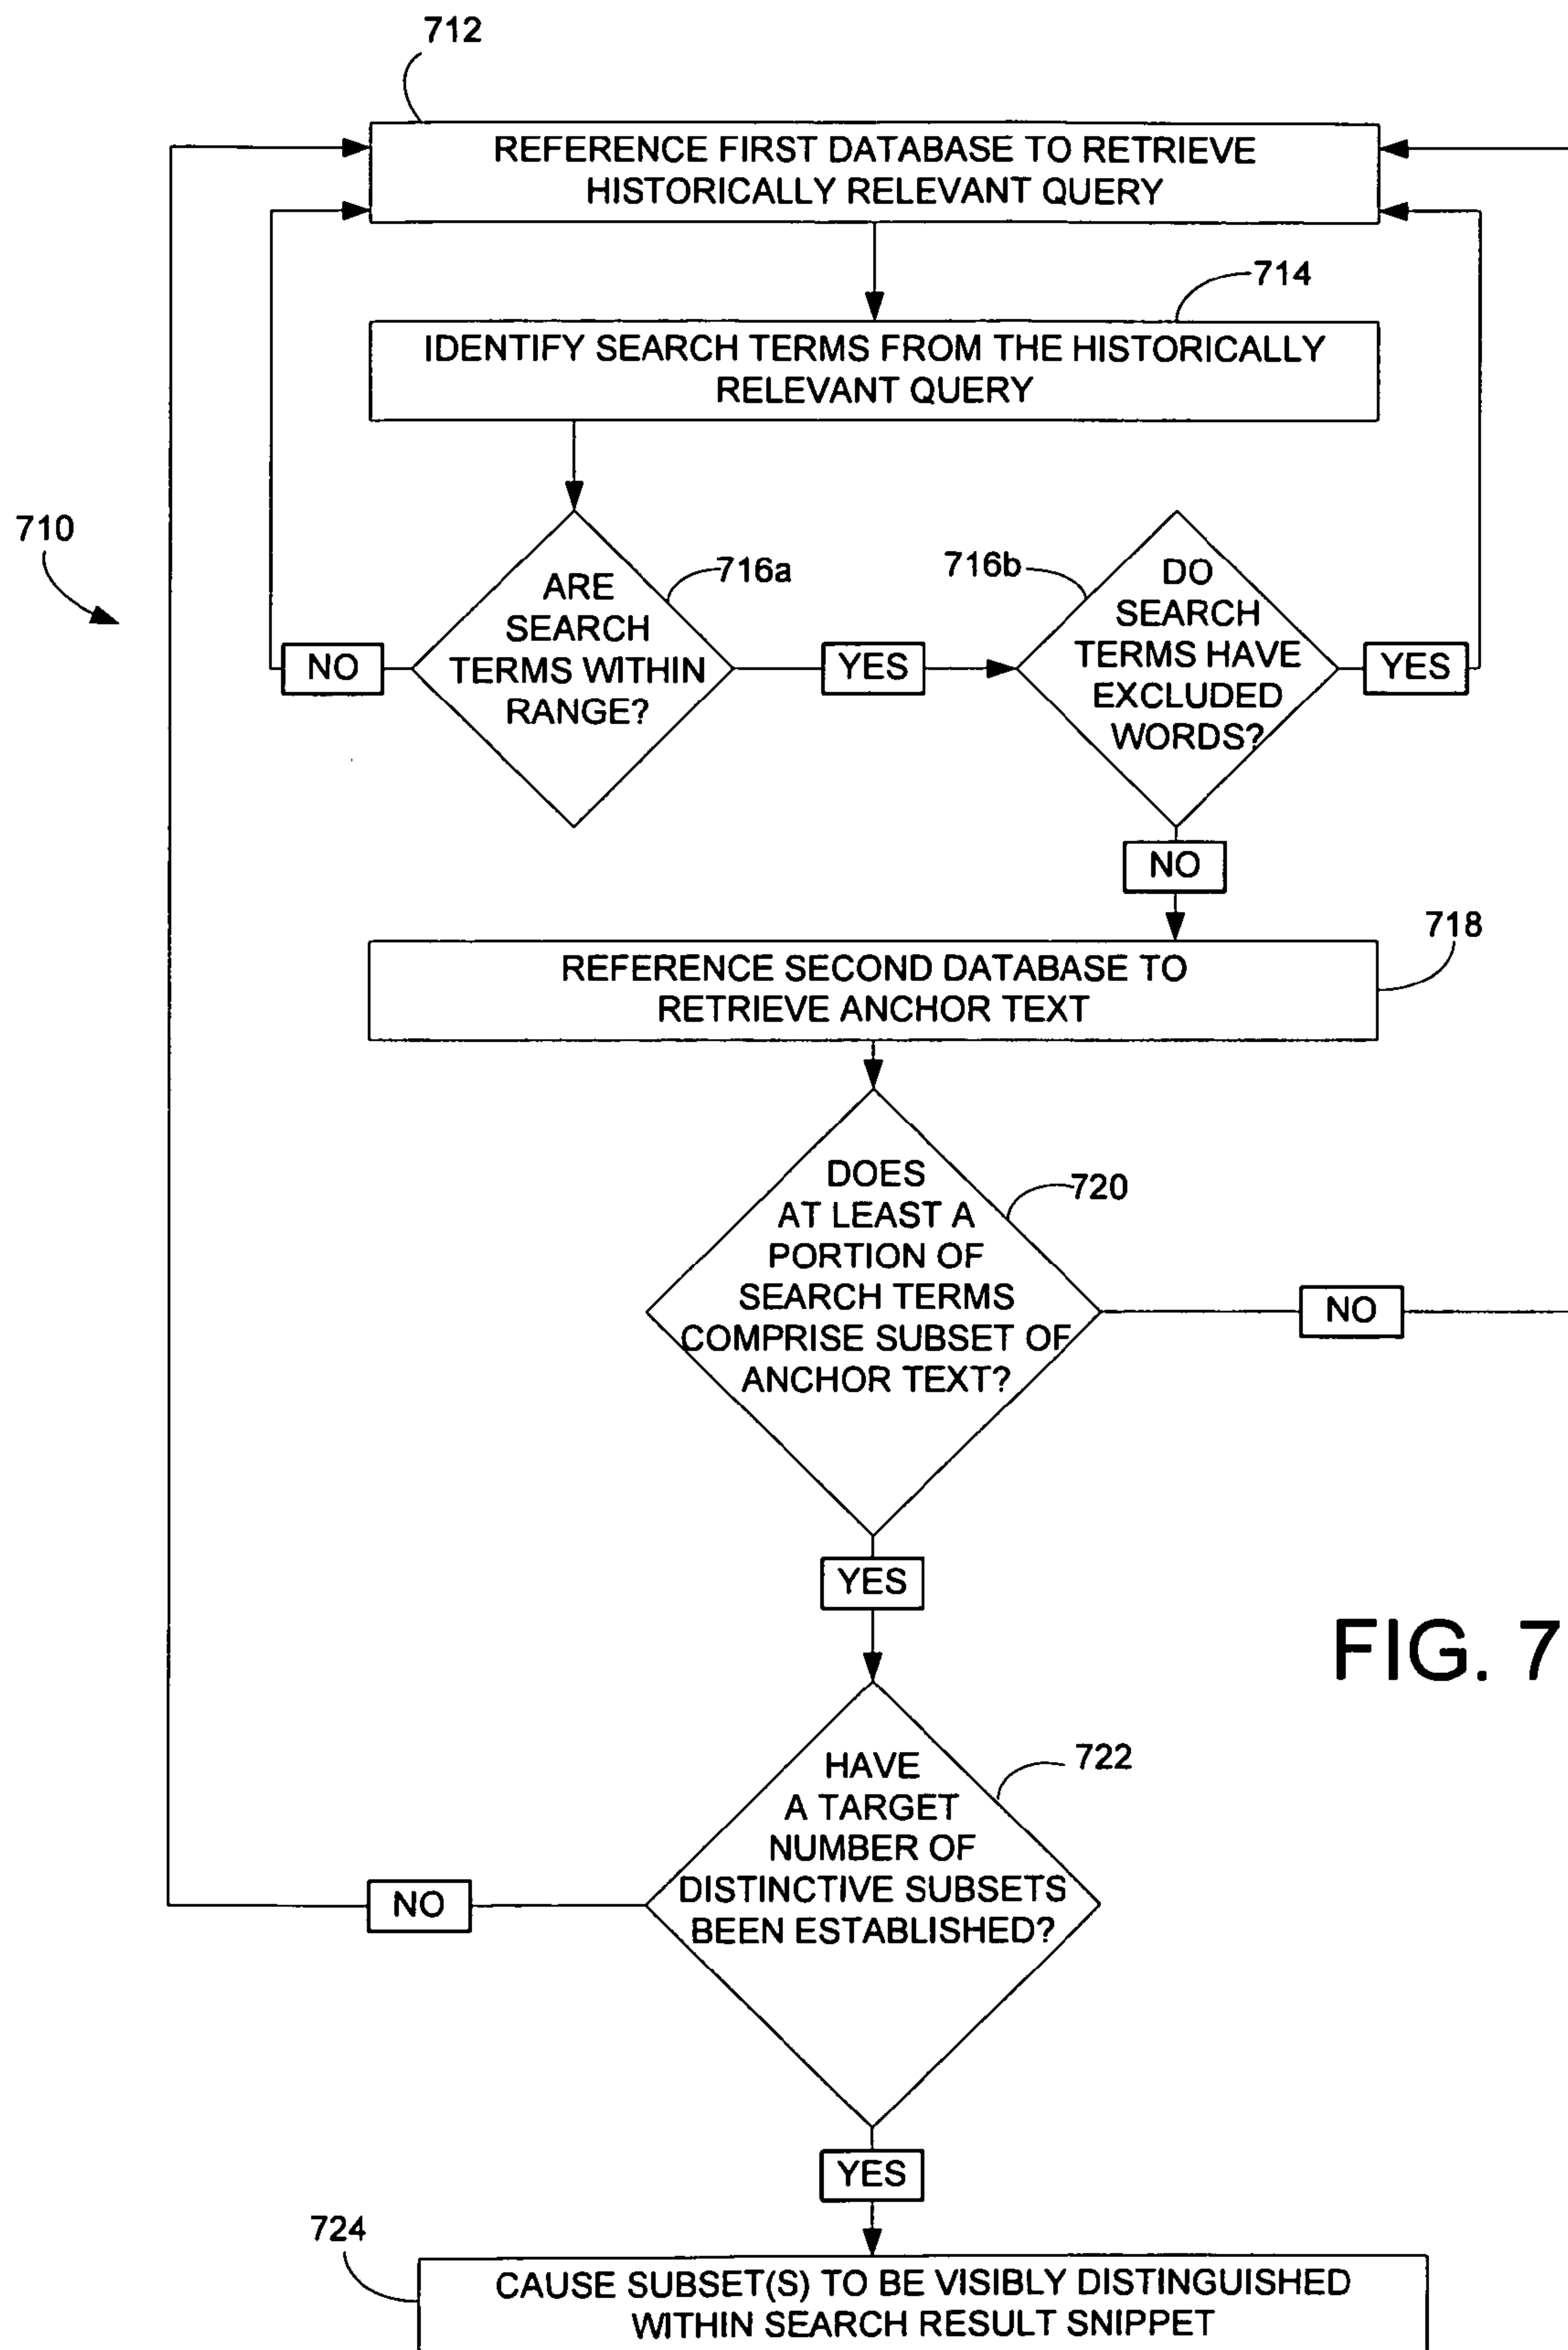 712
REFERENCE FIRST DATABASE TO RETRIEVE
HISTORICALLY RELEVANT QUERY
714
IDENTIFY SEARCH TERMS FROM THE HISTORICALLY
RELEVANT QUERY
710
716a
ARE
SEARCH
TERMS WITHIN
RANGE?
NO
YES
716b
DO
SEARCH
TERMS HAVE
EXCLUDED
WORDS?
YES
NO
718
REFERENCE SECOND DATABASE TO
RETRIEVE ANCHOR TEXT
720
DOES
AT LEAST A
PORTION OF
SEARCH TERMS
COMPRISE SUBSET OF
ANCHOR TEXT?
NO
YES
FIG. 7
722
HAVE
A TARGET
NUMBER OF
DISTINCTIVE SUBSETS
BEEN ESTABLISHED?
NO
YES
724
CAUSE SUBSET(S) TO BE VISIBLY DISTINGUISHED
WITHIN SEARCH RESULT SNIPPET